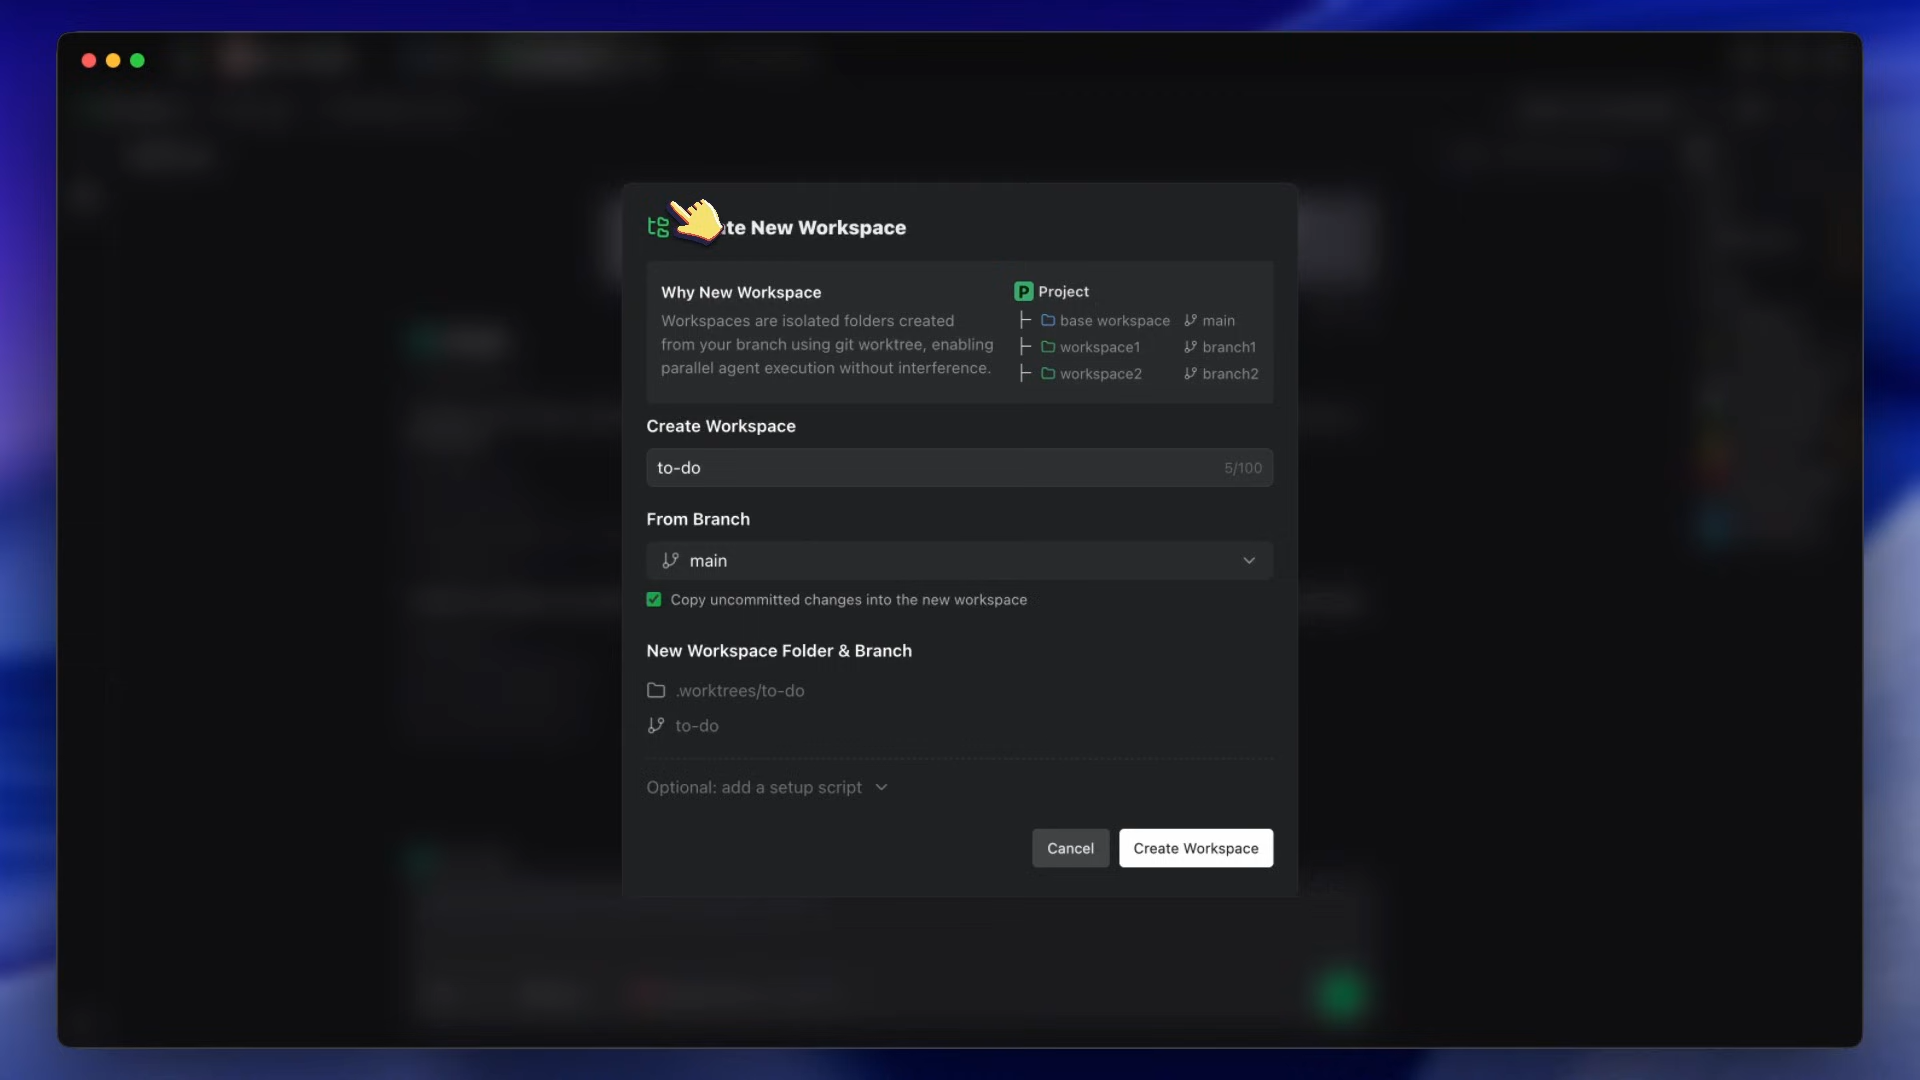 te New Workspace
Why New Workspace
Workspaces are isolated folders created
from your branch using git worktree, enabling
parallel agent execution without interference.
P Project
base workspace main
workspace1 branch1
workspace2 branch2
Create Workspace
to-do 5/100
From Branch
main
Copy uncommitted changes into the new workspace
New Workspace Folder & Branch
.worktrees/to-do
to-do
Optional: add a setup script
Cancel Create Workspace